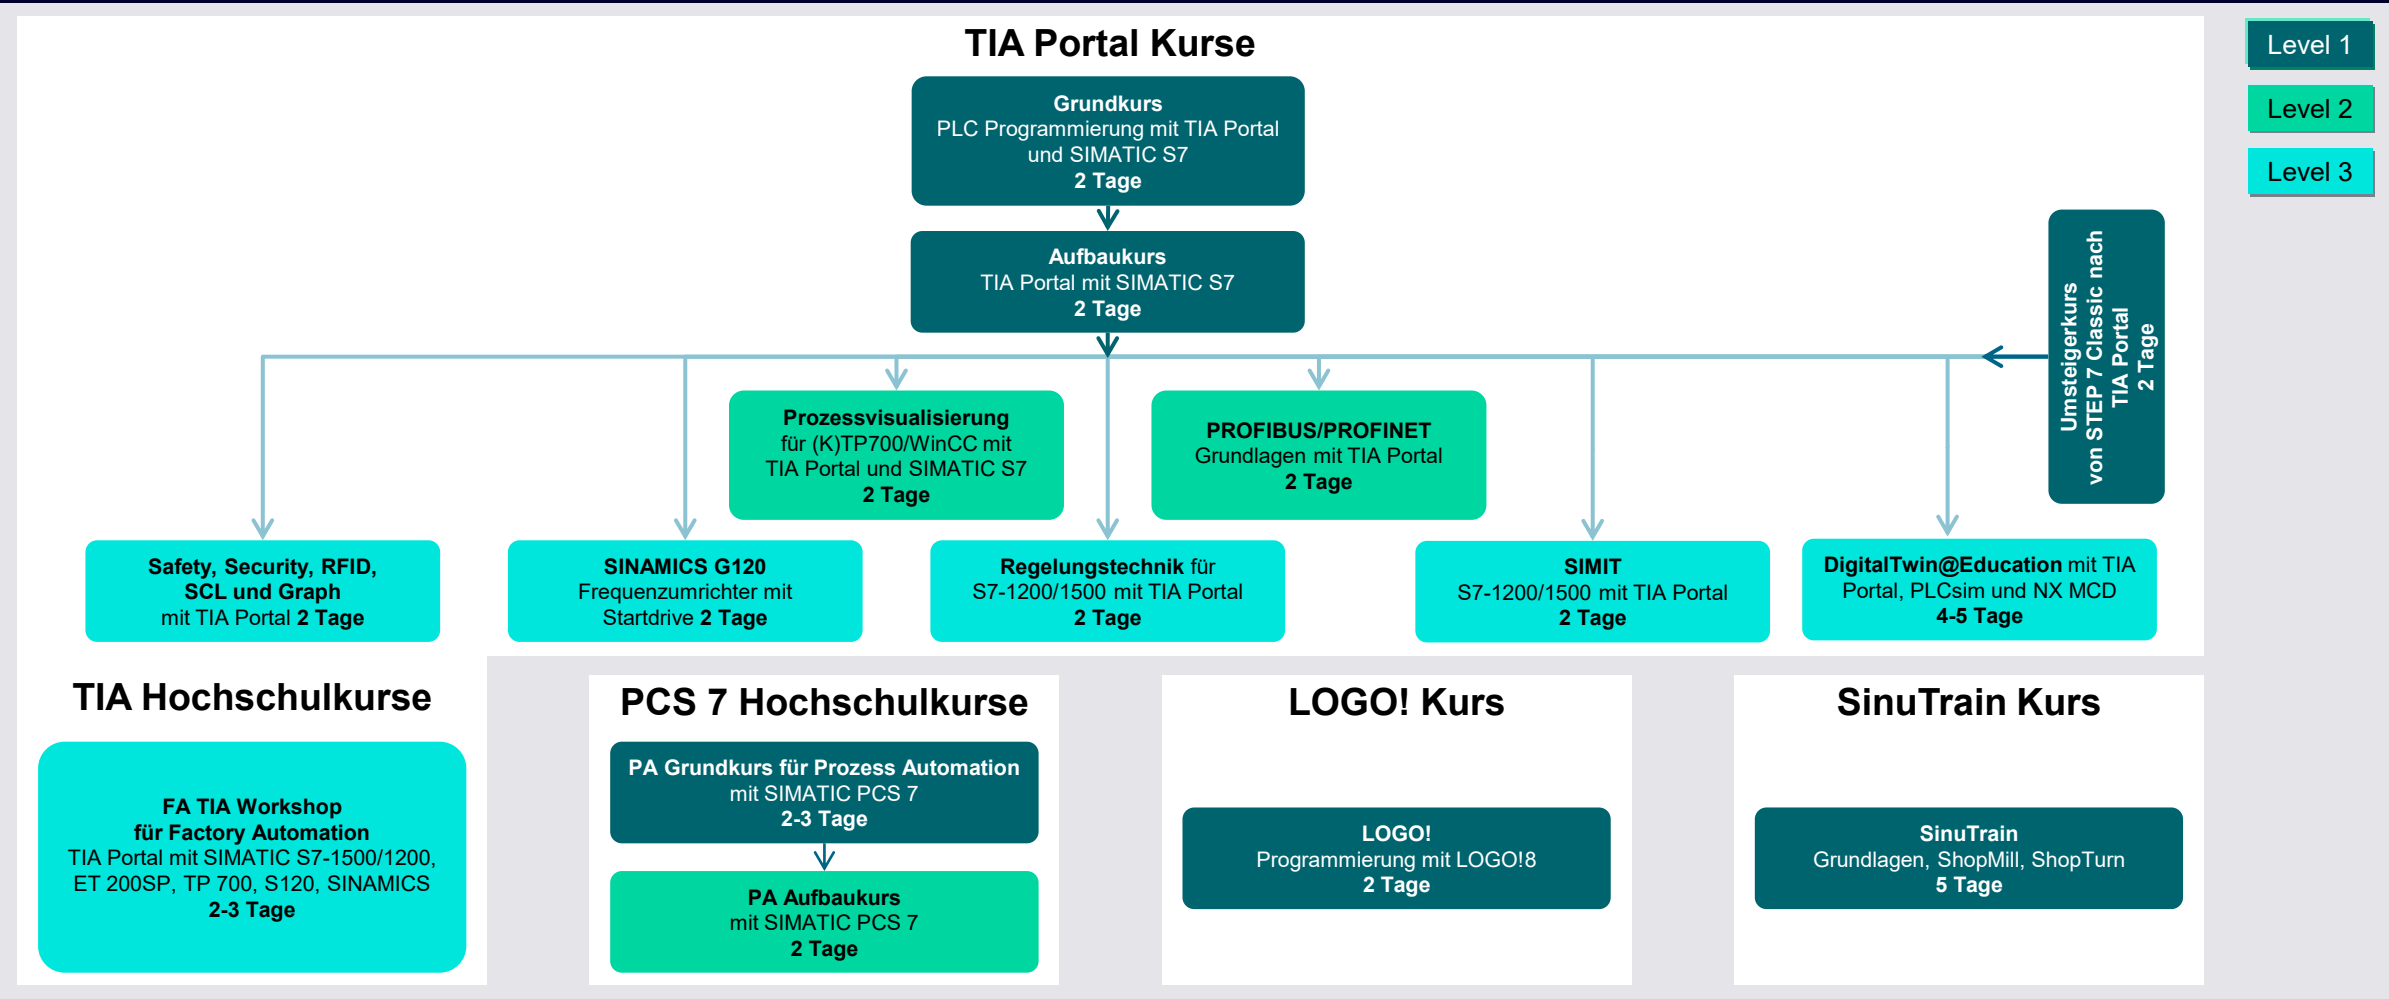 TIA Portal Kurse
Level 1
Level 2
Level 3
Grundkurs
PLC Programmierung mit TIA Portal
und SIMATIC S7
2 Tage
Aufbaukurs
TIA Portal mit SIMATIC S7
2 Tage
Umsteigerkurs
von STEP 7 Classic nach
TIA Portal
2 Tage
Prozessvisualisierung
für (K)TP700/WinCC mit
TIA Portal und SIMATIC S7
2 Tage
PROFIBUS/PROFINET
Grundlagen mit TIA Portal
2 Tage
Safety, Security, RFID,
SCL und Graph
mit TIA Portal 2 Tage
SINAMICS G120
Frequenzumrichter mit
Startdrive 2 Tage
Regelungstechnik für
S7-1200/1500 mit TIA Portal
2 Tage
SIMIT
S7-1200/1500 mit TIA Portal
2 Tage
DigitalTwin@Education mit TIA
Portal, PLCsim und NX MCD
4-5 Tage
TIA Hochschulkurse
FA TIA Workshop
für Factory Automation
TIA Portal mit SIMATIC S7-1500/1200,
ET 200SP, TP 700, S120, SINAMICS
2-3 Tage
PCS 7 Hochschulkurse
PA Grundkurs für Prozess Automation
mit SIMATIC PCS 7
2-3 Tage
PA Aufbaukurs
mit SIMATIC PCS 7
2 Tage
LOGO! Kurs
LOGO!
Programmierung mit LOGO!8
2 Tage
SinuTrain Kurs
SinuTrain
Grundlagen, ShopMill, ShopTurn
5 Tage